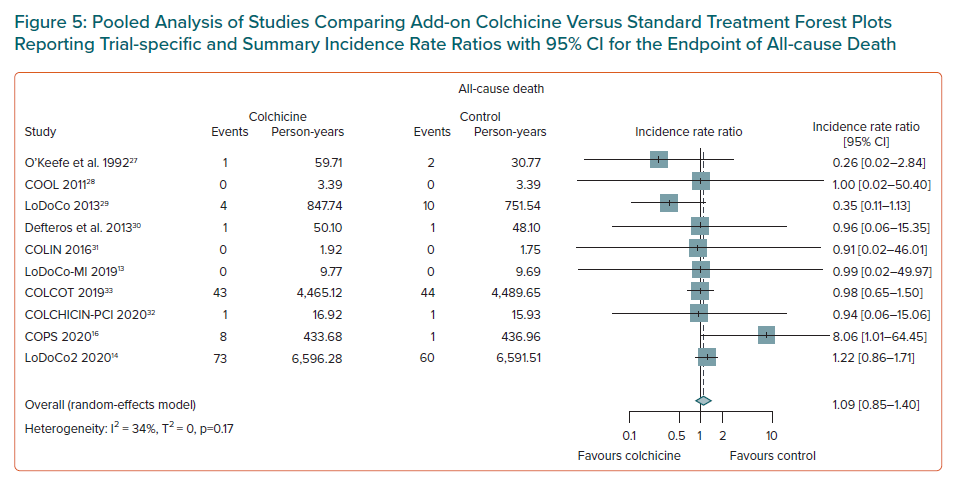 Figure 5: Pooled Analysis of Studies Comparing Add-on Colchicine Versus Standard Treatment Forest Plots
Reporting Trial-specific and Summary Incidence Rate Ratios with 95% CI for the Endpoint of All-cause Death
All-cause death
Colchicine Control
Study Events Person-years Events Person-years Incidence rate ratio Incidence rate ratio
[95% CI]
O'Keefe et al. 1992²⁷ 1 59.71 2 30.77 0.26 [0.02–2.84]
COOL 2011²⁸ 0 3.39 0 3.39 1.00 [0.02–50.40]
LoDoCo 2013²⁹ 4 847.74 10 751.54 0.35 [0.11–1.13]
Defteros et al. 2013³⁰ 1 50.10 1 48.10 0.96 [0.06–15.35]
COLIN 2016³¹ 0 1.92 0 1.75 0.91 [0.02–46.01]
LoDoCo-MI 2019¹³ 0 9.77 0 9.69 0.99 [0.02–49.97]
COLCOT 2019³³ 43 4,465.12 44 4,489.65 0.98 [0.65–1.50]
COLCHICIN-PCI 2020³² 1 16.92 1 15.93 0.94 [0.06–15.06]
COPS 2020¹⁶ 8 433.68 1 436.96 8.06 [1.01–64.45]
LoDoCo2 2020¹⁴ 73 6,596.28 60 6,591.51 1.22 [0.86–1.71]
Overall (random-effects model) 1.09 [0.85–1.40]
Heterogeneity: I² = 34%, T² = 0, p=0.17
0.1 0.5 1 2 10
Favours colchicine Favours control